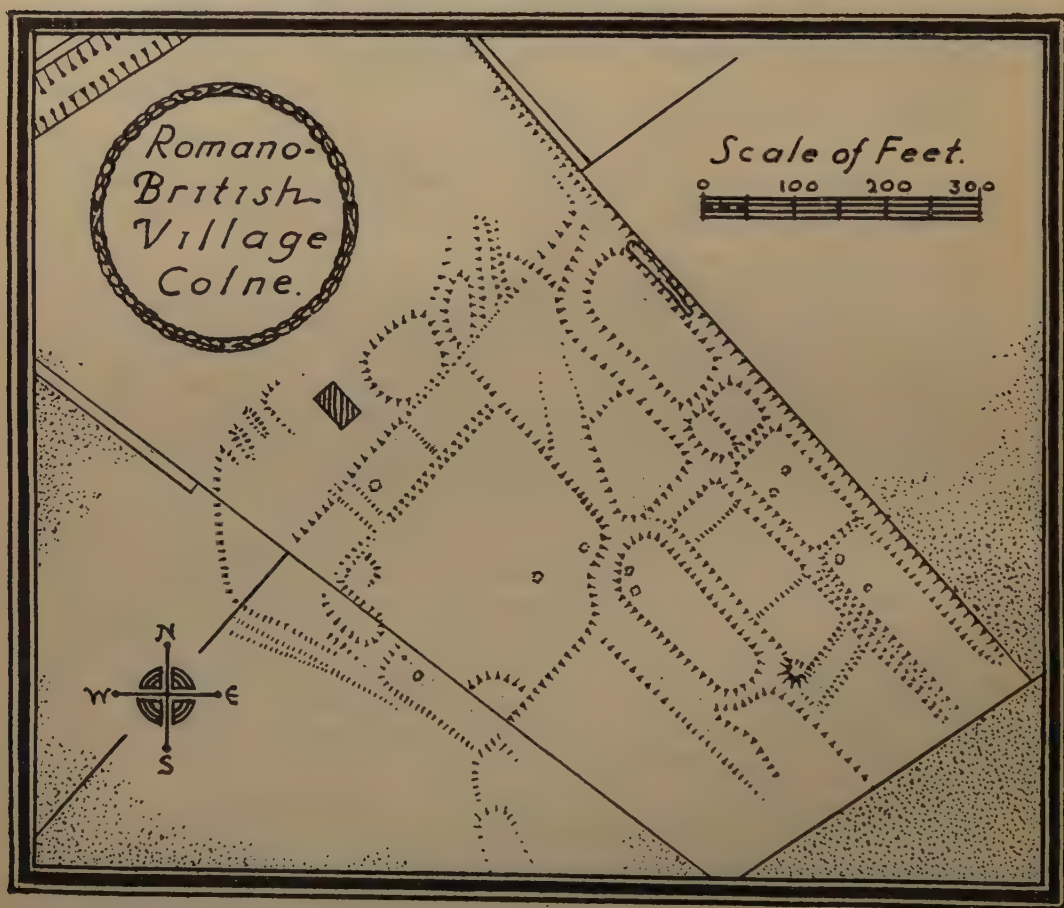 Romano-
British
Village
Colne.
Scale of Feet.
0 100 200 300
N
W E
S